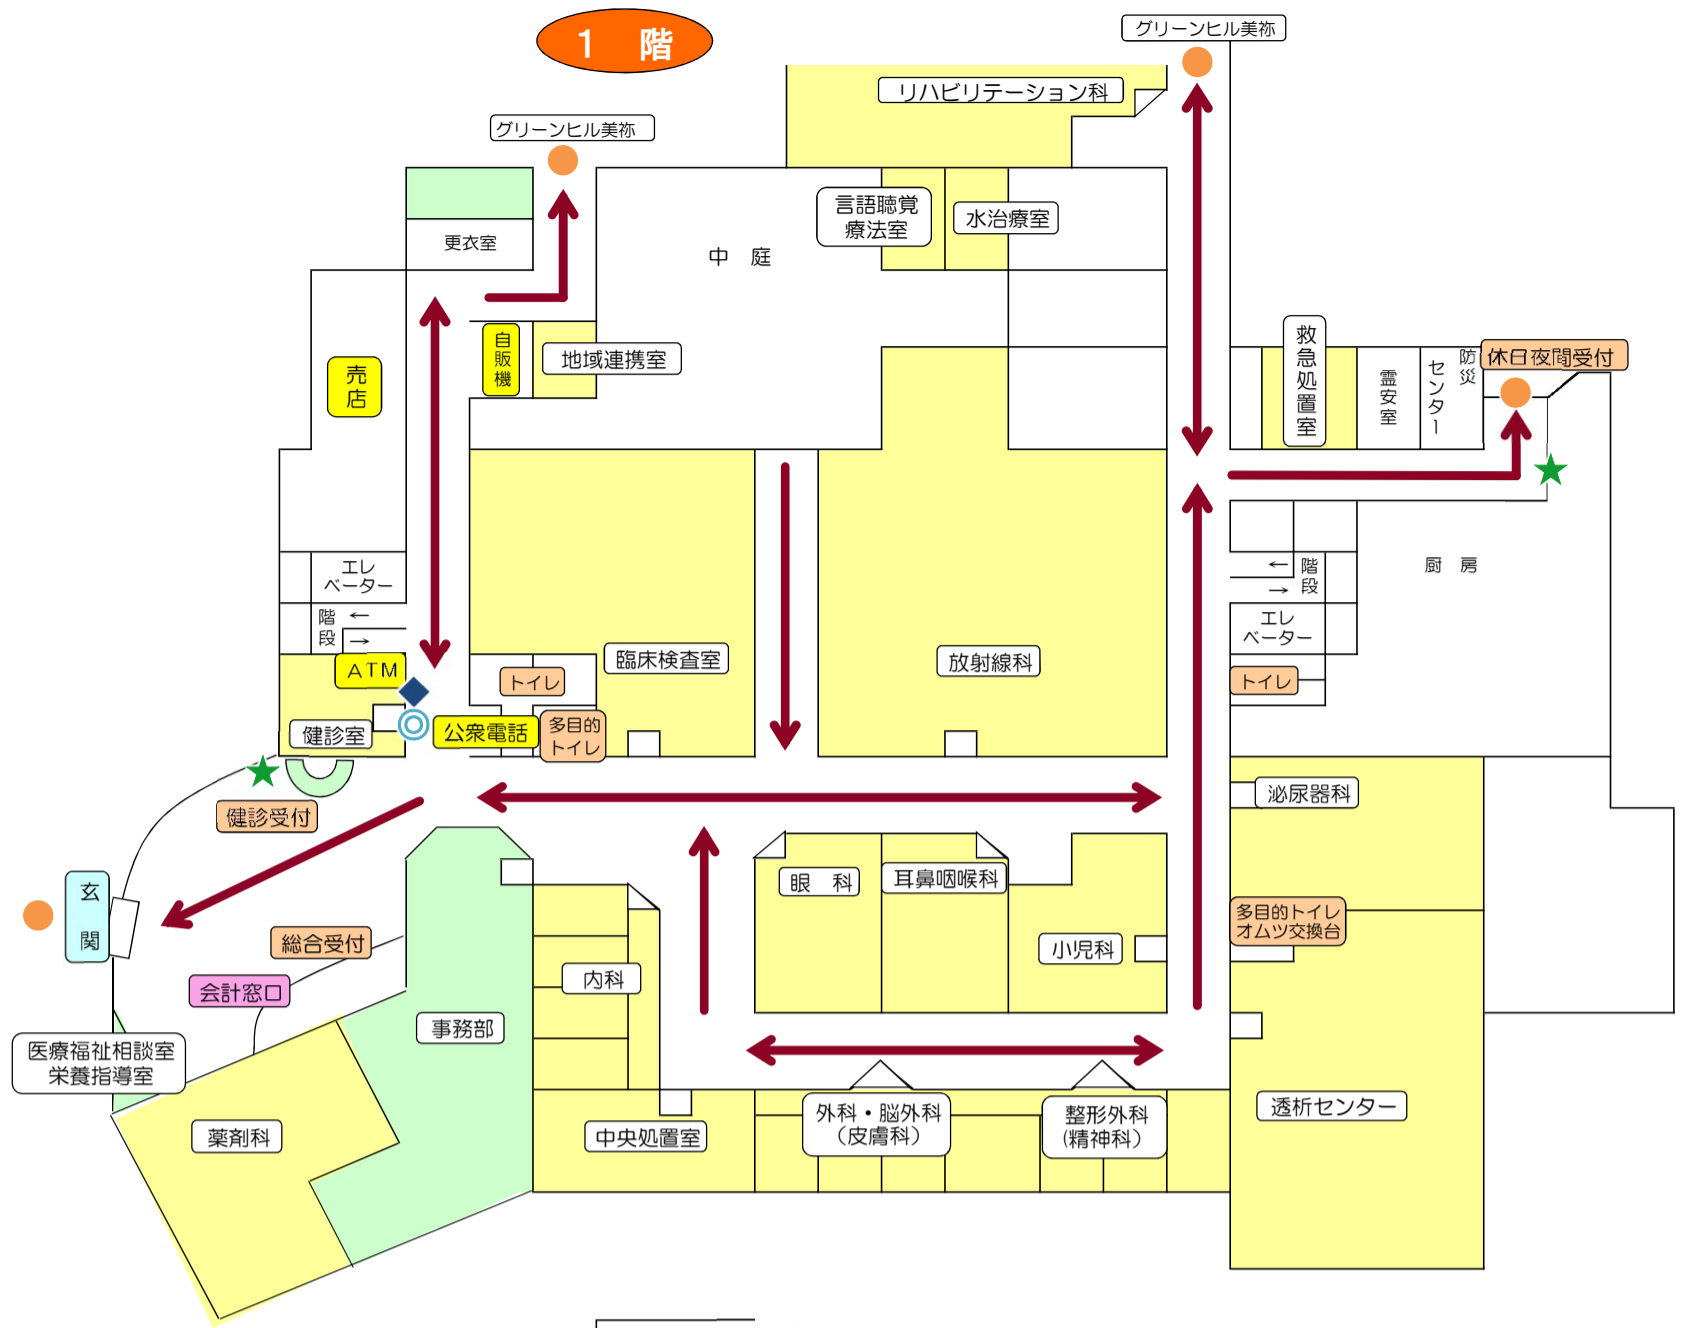 1 階
グリーンヒル美祢
リハビリテーション科
グリーンヒル美祢
言語聴覚
療法室
水治療室
更衣室
中 庭
自販機
地域連携室
売店
救急処置室
霊安室
防災
センター
休日夜間受付
エレ
ベーター
階段
←
→
←
→
階段
厨 房
エレ
ベーター
ATM
トイレ
臨床検査室
放射線科
トイレ
健診室
公衆電話
多目的
トイレ
健診受付
泌尿器科
玄関
眼 科
耳鼻咽喉科
多目的トイレ
オムツ交換台
総合受付
小児科
会計窓口
内科
事務部
医療福祉相談室
栄養指導室
薬剤科
中央処置室
外科・脳外科
(皮膚科)
整形外科
(精神科)
透析センター